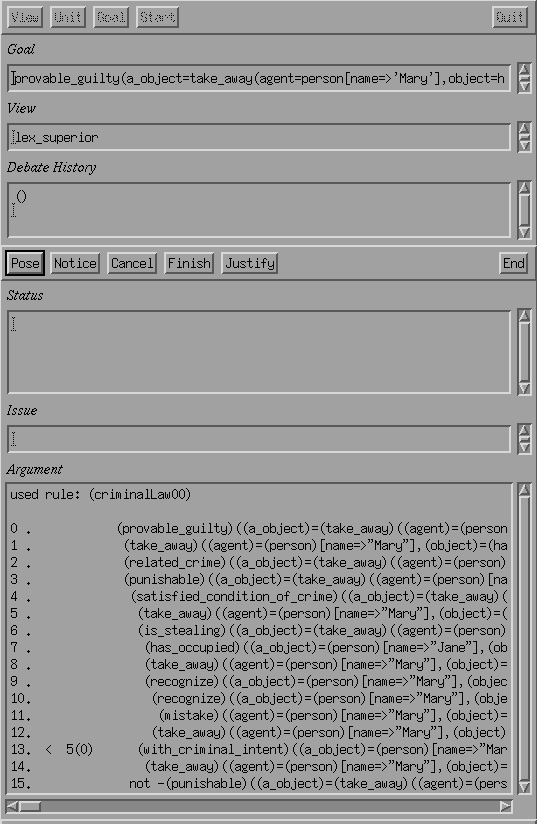 View Unit Goal Start Quit
Goal
provable_guilty(a_object=take_away(agent=person[name=>'Mary'],object=h
View
lex_superior
Debate History
()
Pose Notice Cancel Finish Justify End
Status
Issue
Argument
used rule: (criminalLaw00)
0 . (provable_guilty)((a_object)=(take_away)((agent)=(person
1 . (take_away)((agent)=(person)[name=>"Mary"],(object)=(ha
2 . (related_crime)((a_object)=(take_away)((agent)=(person)
3 . (punishable)((a_object)=(take_away)((agent)=(person)[na
4 . (satisfied_condition_of_crime)((a_object)=(take_away)(
5 . (take_away)((agent)=(person)[name=>"Mary"],(object)=(
6 . (is_stealing)((a_object)=(take_away)((agent)=(person)
7 . (has_occupied)((a_object)=(person)[name=>"Jane"],(ob
8 . (take_away)((agent)=(person)[name=>"Mary"],(object)=
9 . (recognize)((a_object)=(person)[name=>"Mary"],(objec
10. (recognize)((a_object)=(person)[name=>"Mary"],(obje
11. (mistake)((agent)=(person)[name=>"Mary"],(object)=
12. (take_away)((agent)=(person)[name=>"Mary"],(object)=
13. < 5(0) (with_criminal_intent)((a_object)=(person)[name=>"Mar
14. (take_away)((agent)=(person)[name=>"Mary"],(object)=
15. not -(punishable)((a_object)=(take_away)((agent)=(pers